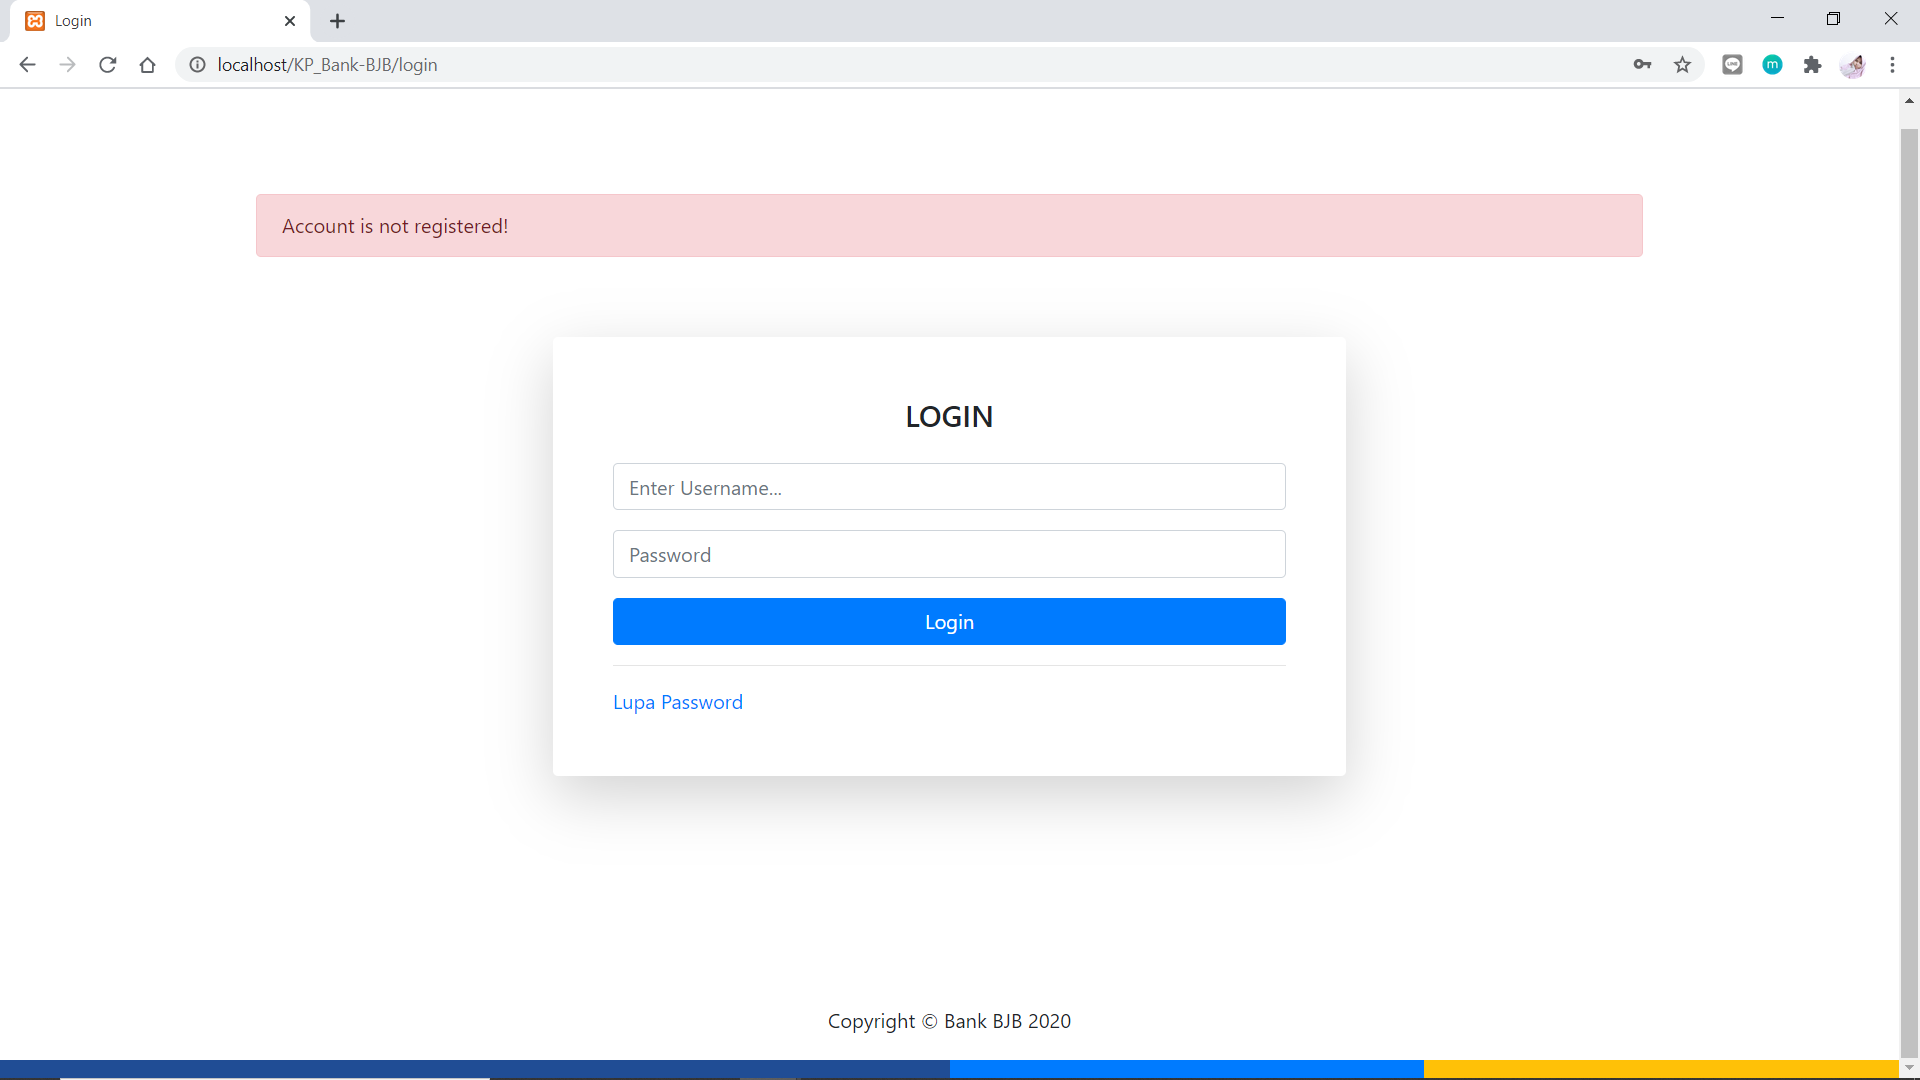 Login
localhost/KP_Bank-BJB/login
Account is not registered!
LOGIN
Enter Username...
Password
Login
Lupa Password
Copyright © Bank BJB 2020